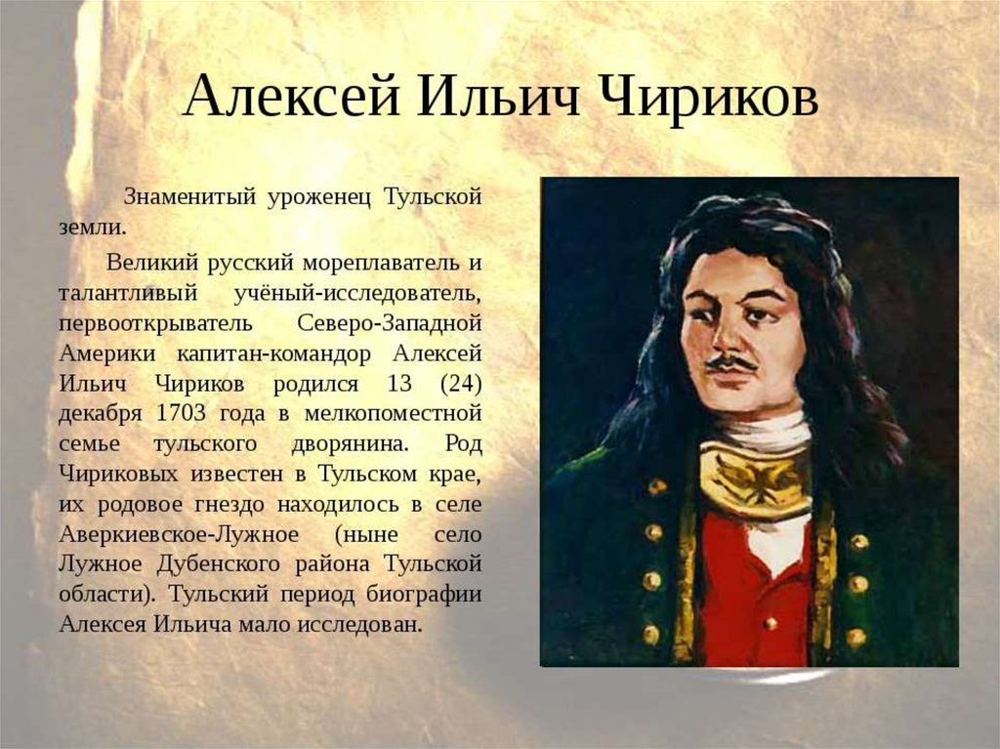 Алексей Ильич Чириков
Знаменитый уроженец Тульской
земли.
Великий русский мореплаватель и
талантливый учёный-исследователь,
первооткрыватель Северо-Западной
Америки капитан-командор Алексей
Ильич Чириков родился 13 (24)
декабря 1703 года в мелкопоместной
семье тульского дворянина. Род
Чириковых известен в Тульском крае,
их родовое гнездо находилось в селе
Аверкиевское-Лужное (ныне село
Лужное Дубенского района Тульской
области). Тульский период биографии
Алексея Ильича мало исследован.